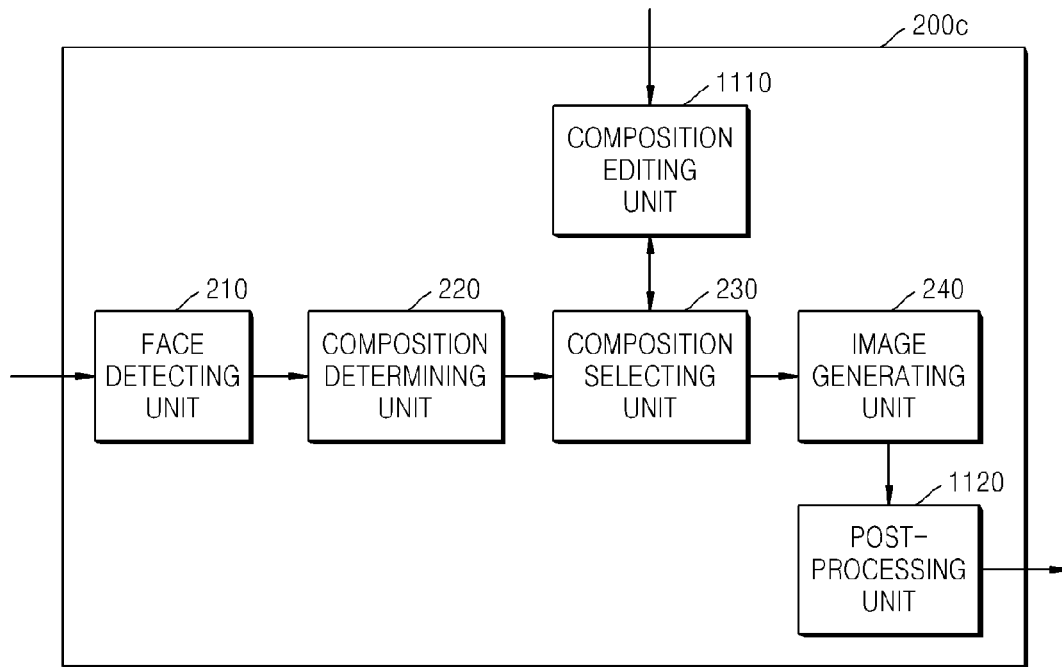 200c
1110
COMPOSITION
EDITING
UNIT
210
220
230
240
FACE
DETECTING
UNIT
COMPOSITION
DETERMINING
UNIT
COMPOSITION
SELECTING
UNIT
IMAGE
GENERATING
UNIT
1120
POST-
PROCESSING
UNIT